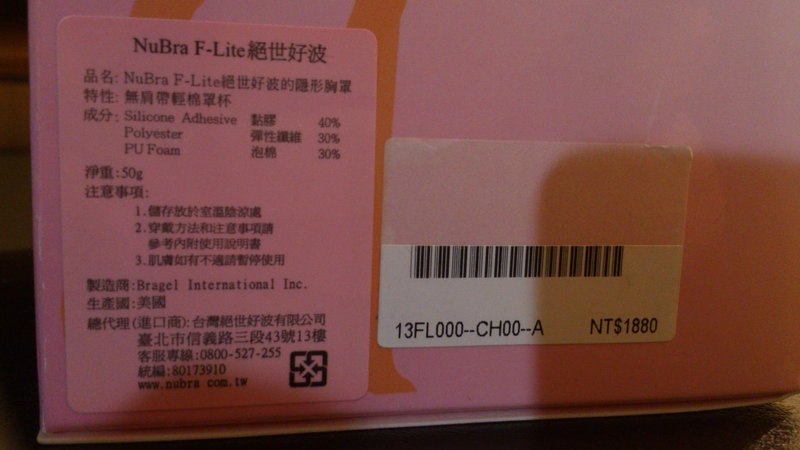 NuBra F-Lite絕世好波
品名: NuBra F-Lite絕世好波的隱形胸罩
特性: 無肩帶輕棉罩杯
成分: Silicone Adhesive 黏膠 40%
Polyester 彈性纖維 30%
PU Foam 泡棉 30%
淨重:50g
注意事項:
1.儲存放於室溫陰涼處
2.穿戴方法和注意事項請
參考內附使用說明書
3.肌膚如有不適請暫停使用
製造商:Bragel International Inc.
生產國:美國
總代理(進口商):台灣絕世好波有限公司
臺北市信義路三段43號13樓
客服專線:0800-527-255
統編:80173910
www.nubra.com.tw
13FL000--CH00--A NT$1880